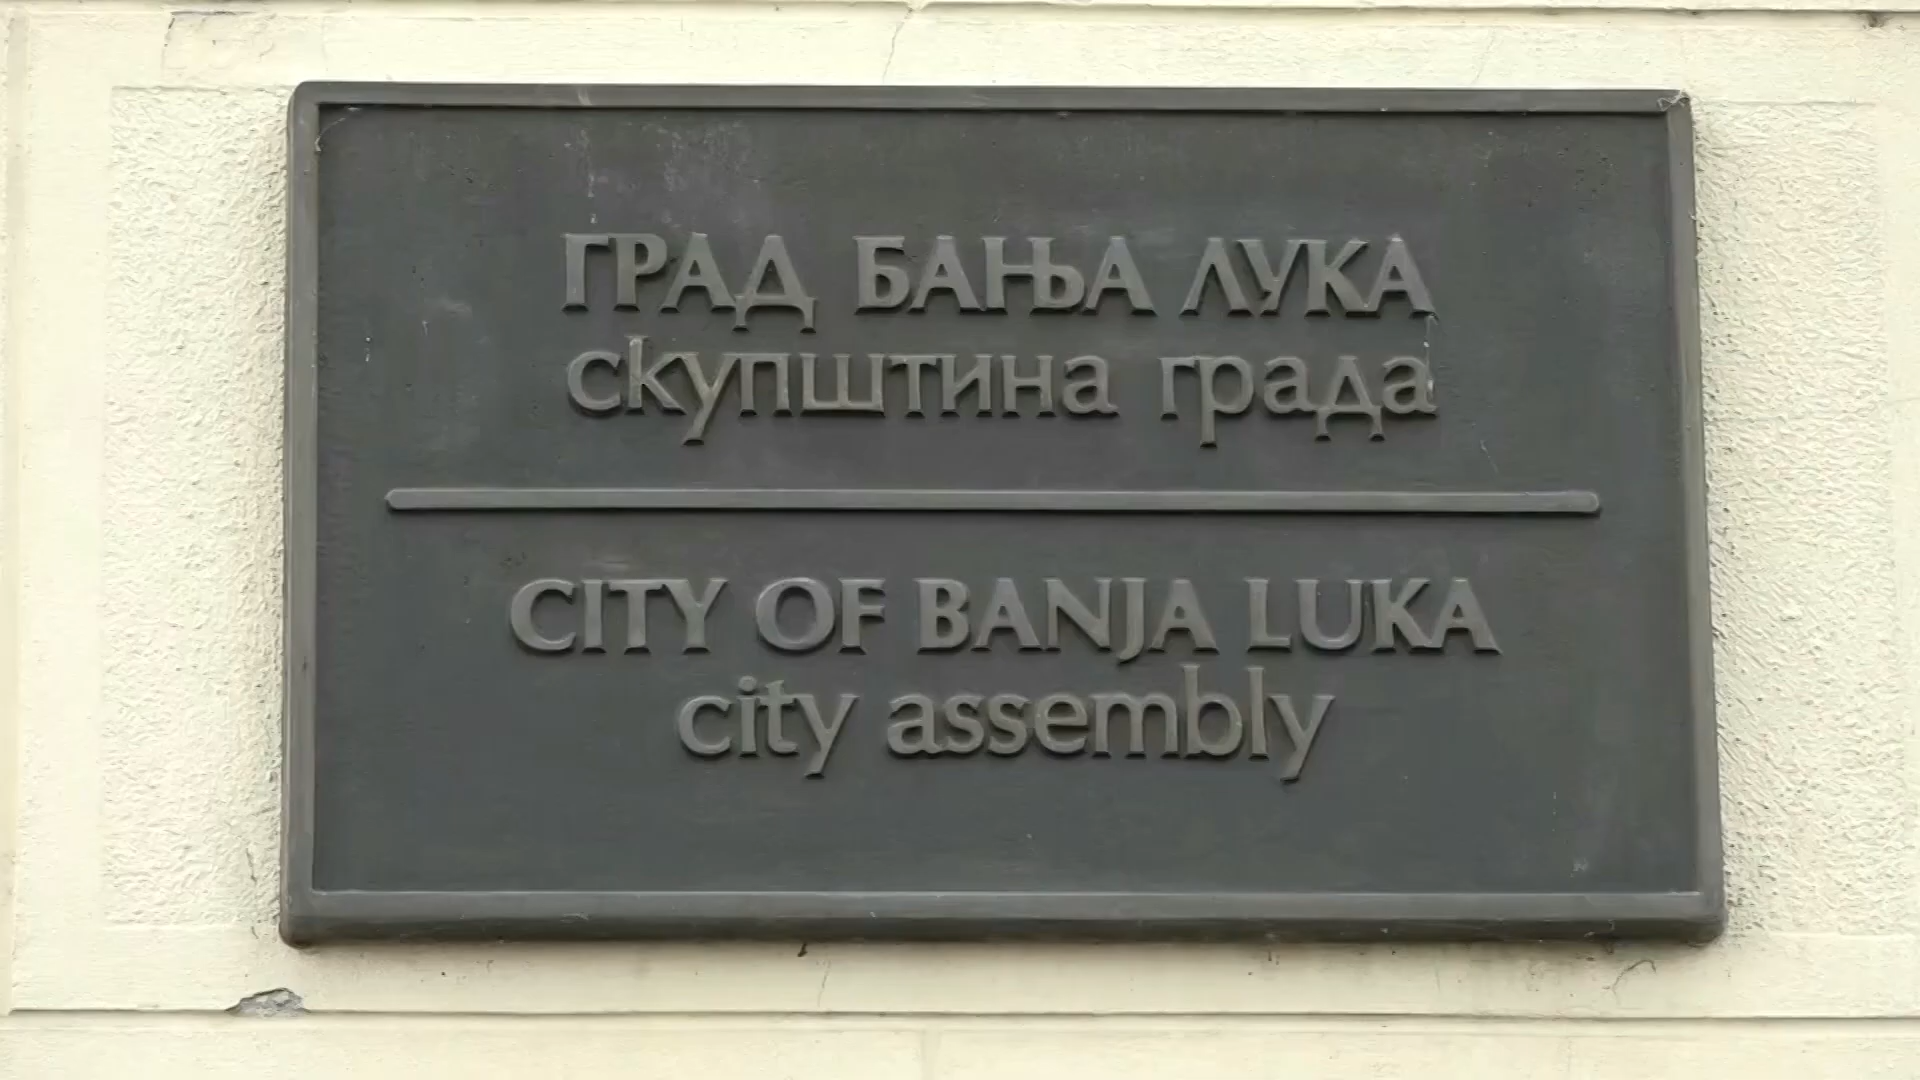 ГРАД БАЊА ЛУКА
скупштина града
CITY OF BANJA LUKA
city assembly